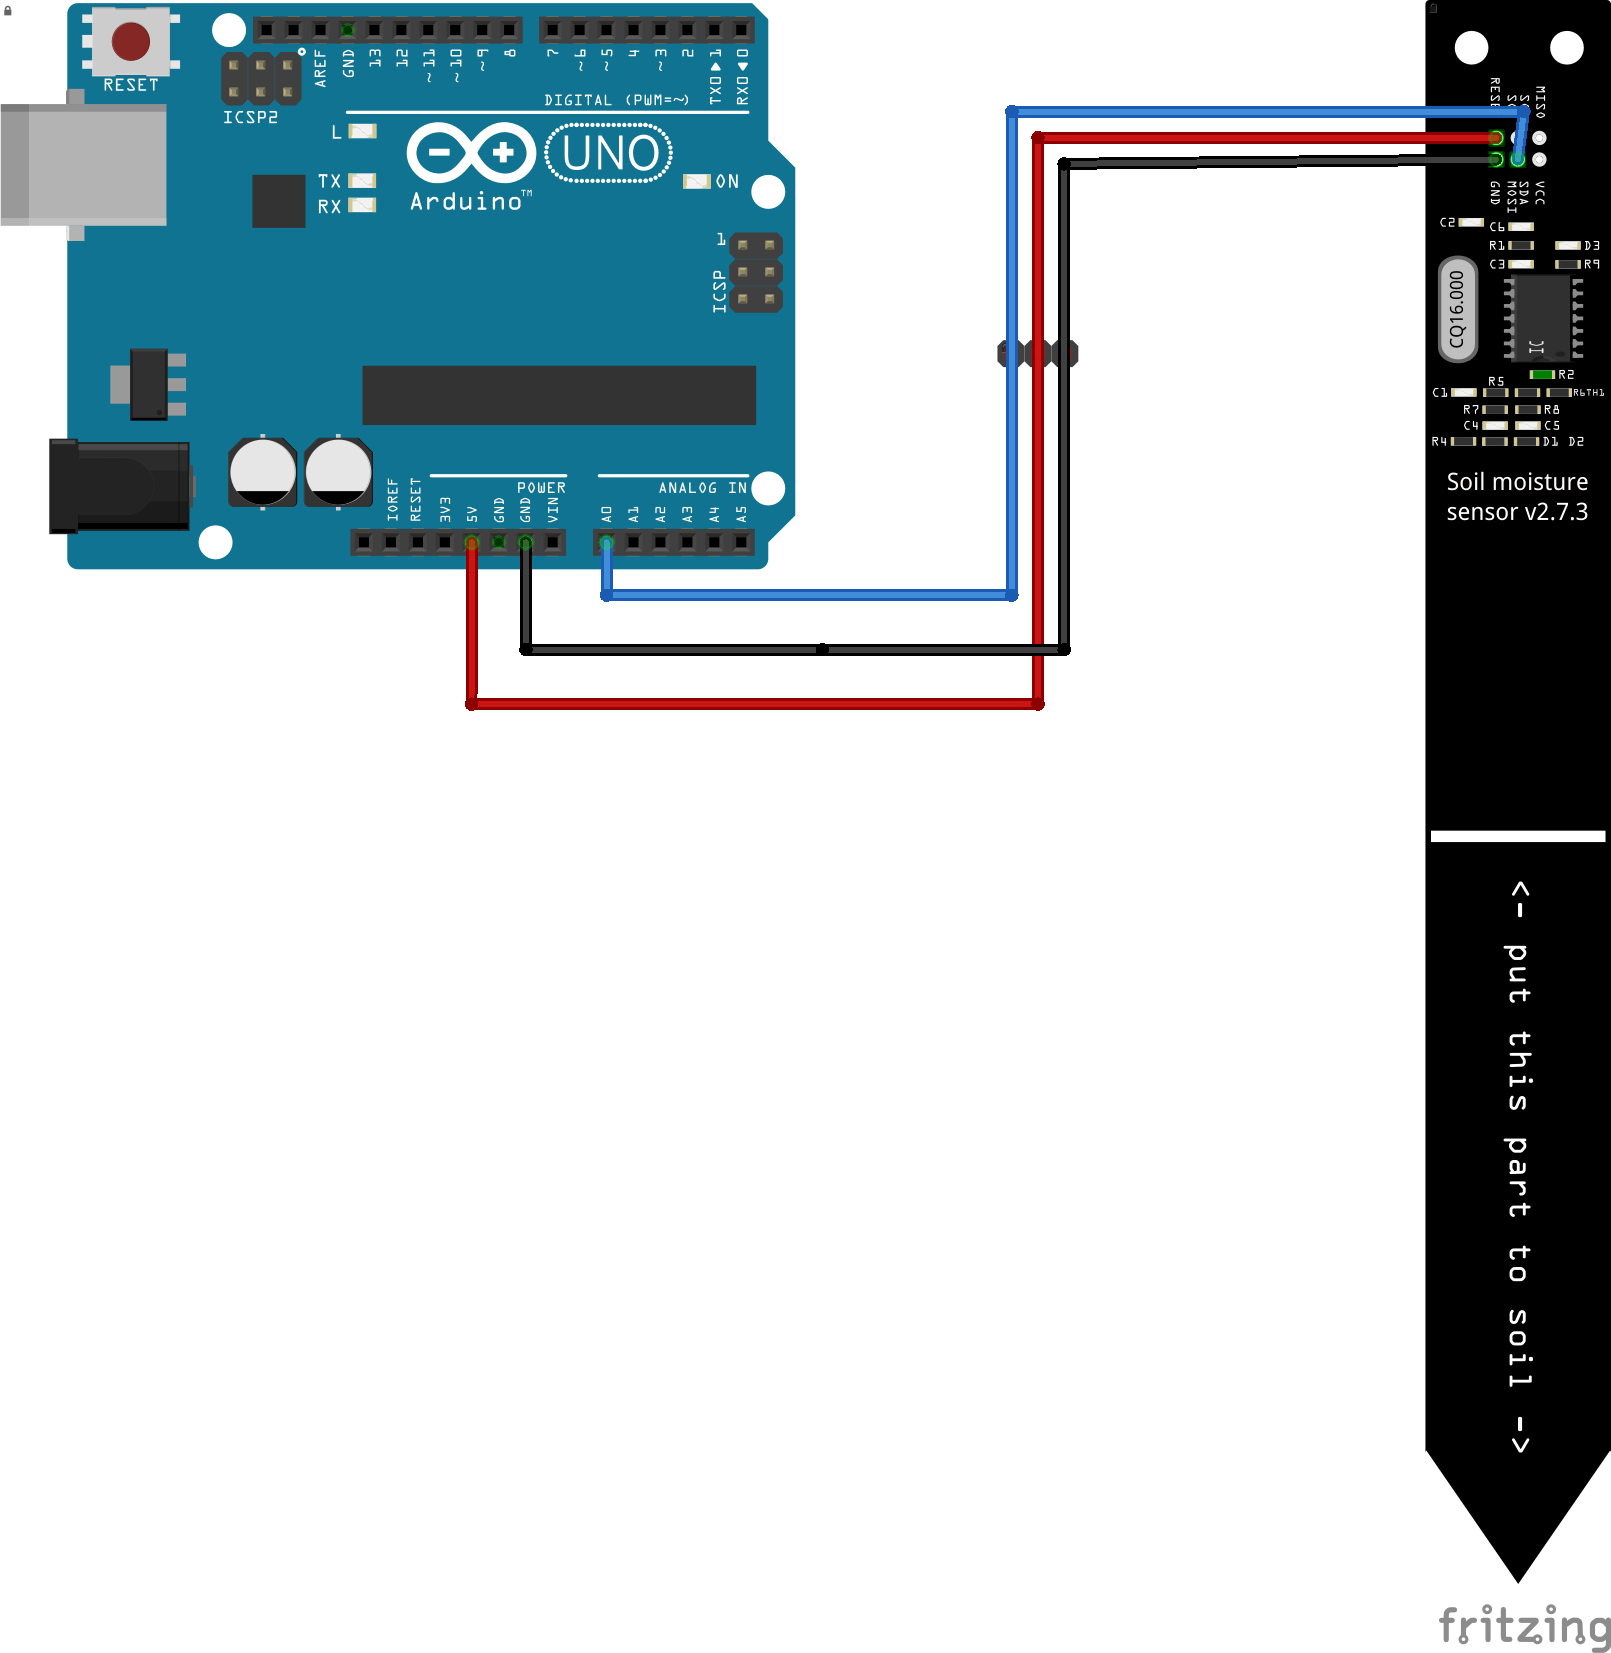 RESET
ICSP2
AREF
GND
13
12
~11
~10
~9
8
7
~6
~5
4
~3
2
TX0▶1
RX0◀0
DIGITAL (PWM=~)
L
TX
RX
UNO
Arduino™
ON
1
ICSP
IOREF
RESET
3V3
5V
GND
GND
VIN
POWER
A0
A1
A2
A3
A4
A5
ANALOG IN
MISO
GND
MOSI
SDA
VCC
C2
C6
R1
D3
C3
R9
CQ16.000
R2
R5
C1
R6TH1
R7
R8
C4
C5
R4
D1
D2
Soil moisture
sensor v2.7.3
<- put this part to soil ->
fritzing